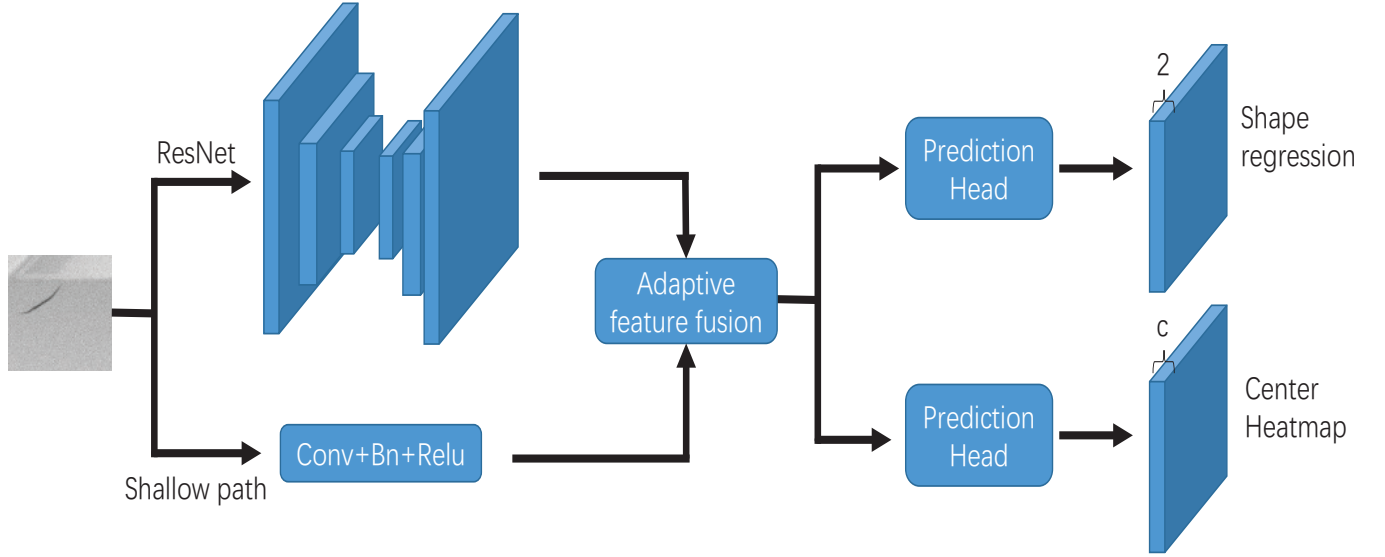 ResNet
Shallow path
Conv+Bn+Relu
Adaptive
feature fusion
Prediction
Head
2
Shape
regression
Prediction
Head
c
Center
Heatmap